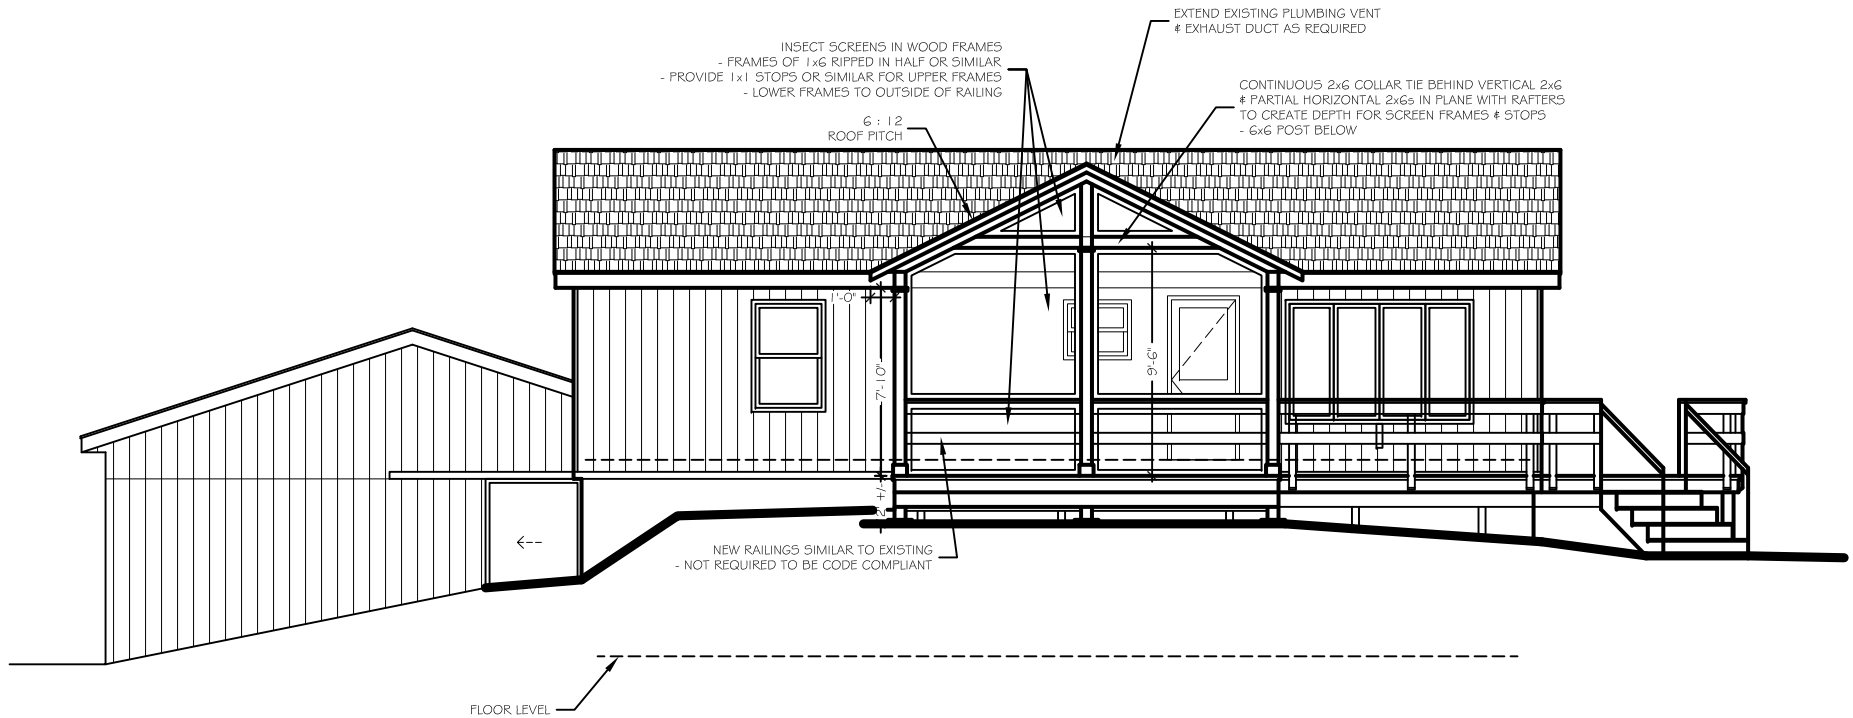 EXTEND EXISTING PLUMBING VENT
& EXHAUST DUCT AS REQUIRED
INSECT SCREENS IN WOOD FRAMES
- FRAMES OF 1x6 RIPPED IN HALF OR SIMILAR
- PROVIDE 1x1 STOPS OR SIMILAR FOR UPPER FRAMES
- LOWER FRAMES TO OUTSIDE OF RAILING
CONTINUOUS 2x6 COLLAR TIE BEHIND VERTICAL 2x6
& PARTIAL HORIZONTAL 2x6s IN PLANE WITH RAFTERS
TO CREATE DEPTH FOR SCREEN FRAMES & STOPS
- 6x6 POST BELOW
6 : 12
ROOF PITCH
1'-0"
7'-10"
9'-6"
2' +/-
NEW RAILINGS SIMILAR TO EXISTING
- NOT REQUIRED TO BE CODE COMPLIANT
FLOOR LEVEL